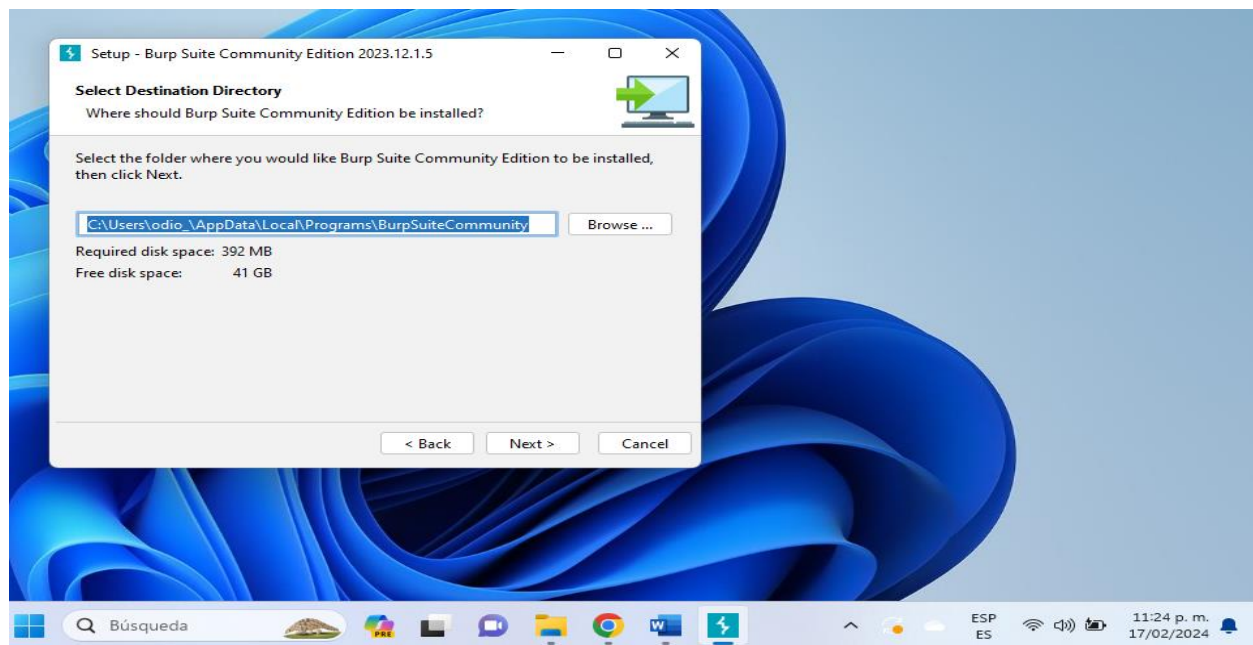 Setup - Burp Suite Community Edition 2023.12.1.5
Select Destination Directory
Where should Burp Suite Community Edition be installed?
Select the folder where you would like Burp Suite Community Edition to be installed,
then click Next.
C:\Users\odio_\AppData\Local\Programs\BurpSuiteCommunity
Browse ...
Required disk space: 392 MB
Free disk space: 41 GB
< Back
Next >
Cancel
Búsqueda
PRE
W
ESP
ES
11:24 p. m.
17/02/2024